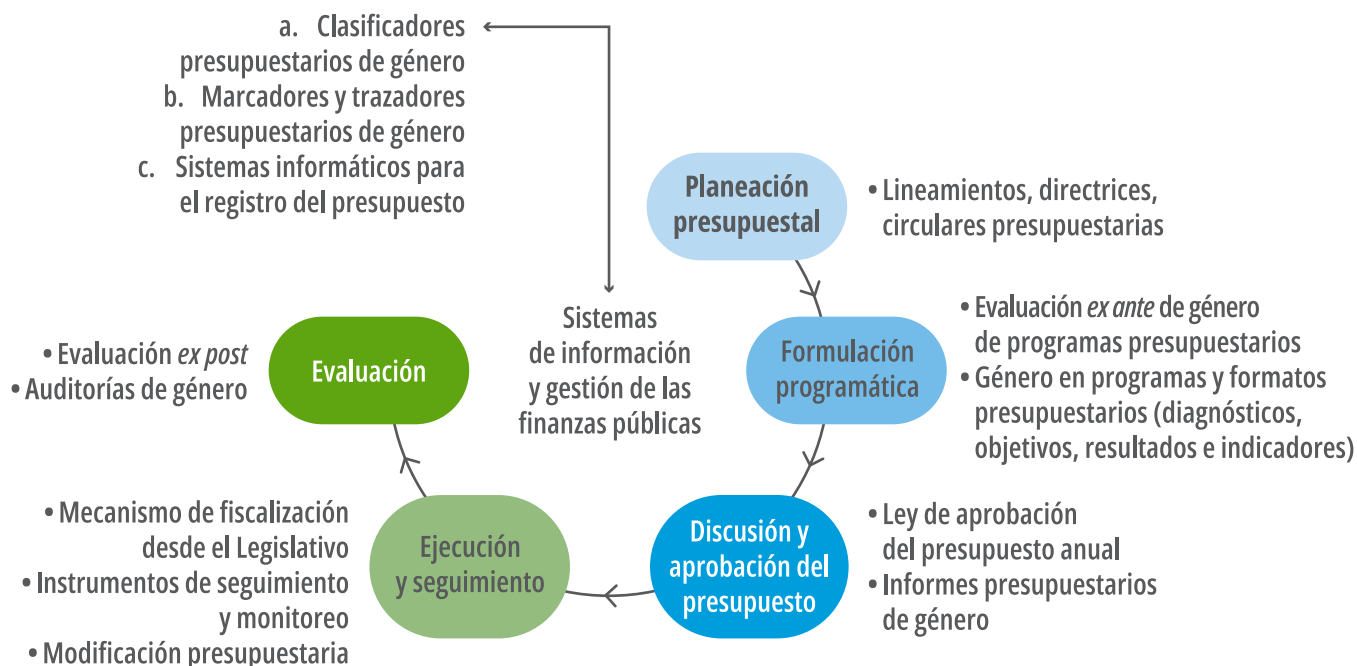 a. Clasificadores
presupuestarios de género
b. Marcadores y trazadores
presupuestarios de género
c. Sistemas informáticos para
el registro del presupuesto
Planeación
presupuestal
• Lineamientos, directrices,
circulares presupuestarias
Sistemas
de información
y gestión de las
finanzas públicas
Formulación
programática
• Evaluación ex ante de género
de programas presupuestarios
• Género en programas y formatos
presupuestarios (diagnósticos,
objetivos, resultados e indicadores)
Discusión y
aprobación del
presupuesto
• Ley de aprobación
del presupuesto anual
• Informes presupuestarios
de género
Ejecución
y seguimiento
• Mecanismo de fiscalización
desde el Legislativo
• Instrumentos de seguimiento
y monitoreo
• Modificación presupuestaria
Evaluación
• Evaluación ex post
• Auditorías de género